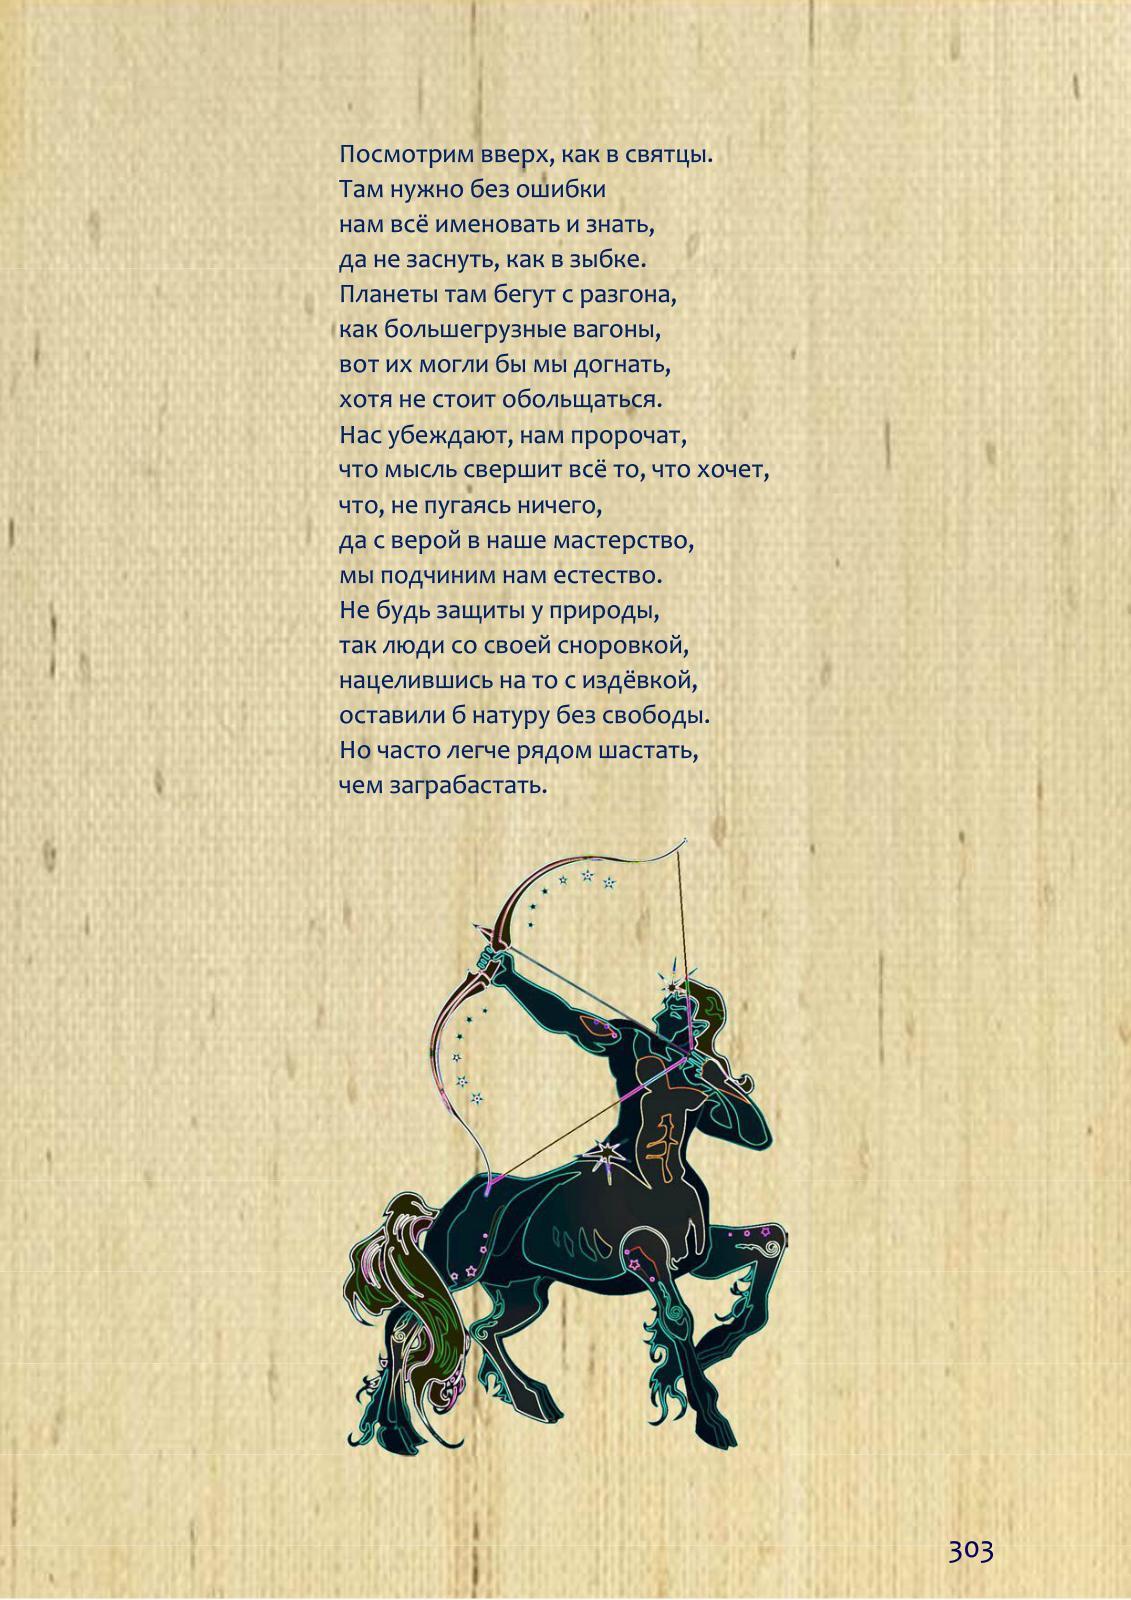 Посмотрим вверх, как в святцы.
Там нужно без ошибки
нам всё именовать и знать,
да не заснуть, как в зыбке.
Планеты там бегут с разгона,
как большегрузные вагоны,
вот их могли бы мы догнать,
хотя не стоит обольщаться.
Нас убеждают, нам пророчат,
что мысль свершит всё то, что хочет,
что, не пугаясь ничего,
да с верой в наше мастерство,
мы подчиним нам естество.
Не будь защиты у природы,
так люди со своей сноровкой,
нацелившись на то с издёвкой,
оставили б натуру без свободы.
Но часто легче рядом шастать,
чем заграбастать.
303